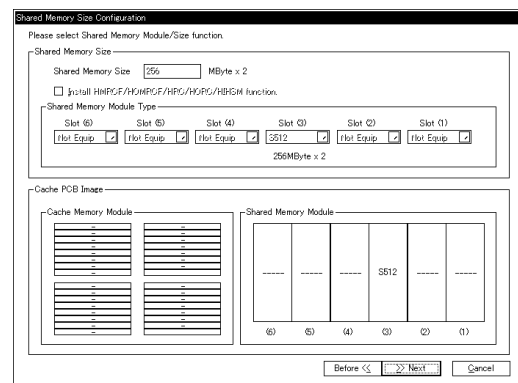 Shared Memory Size Configuration
Please select Shared Memory Module/Size function.
Shared Memory Size
Shared Memory Size 256 MByte x 2
Install HMRCF/HOMRCF/HRC/HORC/HIHSM function.
Shared Memory Module Type
Slot (6) Slot (5) Slot (4) Slot (3) Slot (2) Slot (1)
Not Equip Not Equip Not Equip S512 Not Equip Not Equip
256MByte x 2
Cache PCB Image
Cache Memory Module Shared Memory Module
----- ----- ----- S512 ----- -----
(6) (5) (4) (3) (2) (1)
Before << >> Next Cancel